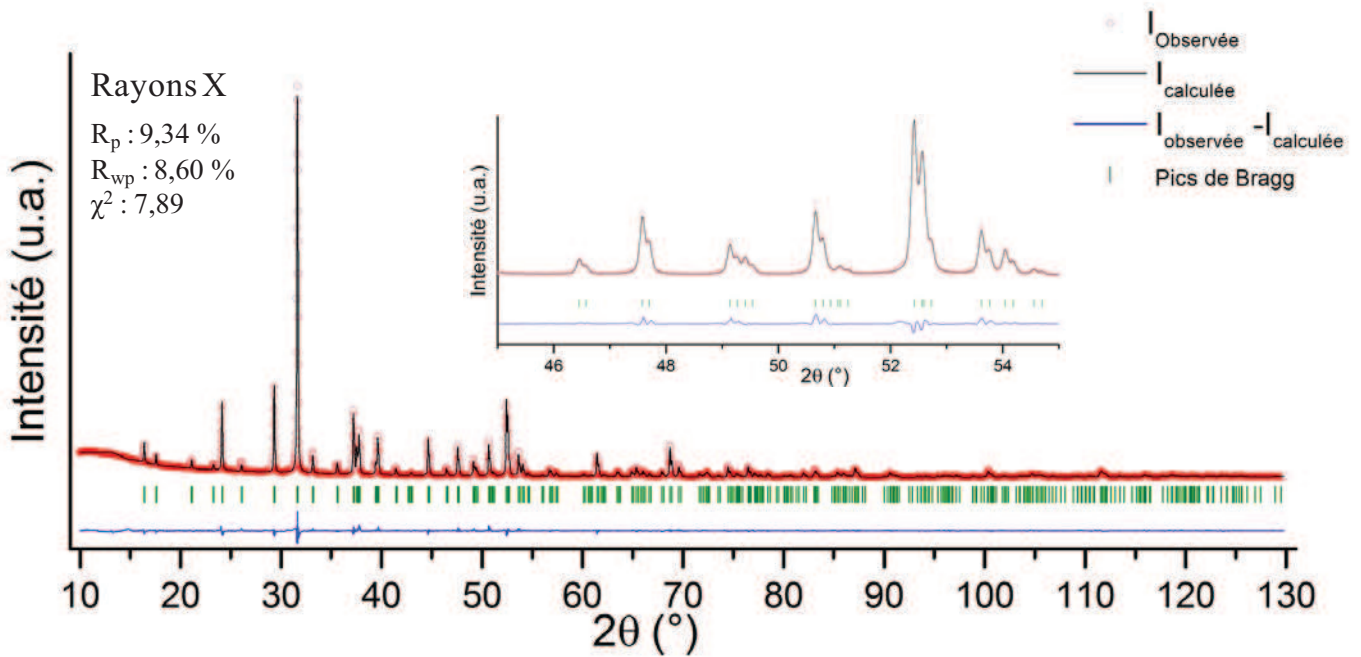 Rayons X
Rp : 9,34 %
Rwp : 8,60 %
χ² : 7,89
IObservée
Icalculée
Iobservée -Icalculée
Pics de Bragg
Intensité (u.a.)
46 48 50 52 54
2θ (°)
Intensité (u.a.)
10 20 30 40 50 60 70 80 90 100 110 120 130
2θ (°)